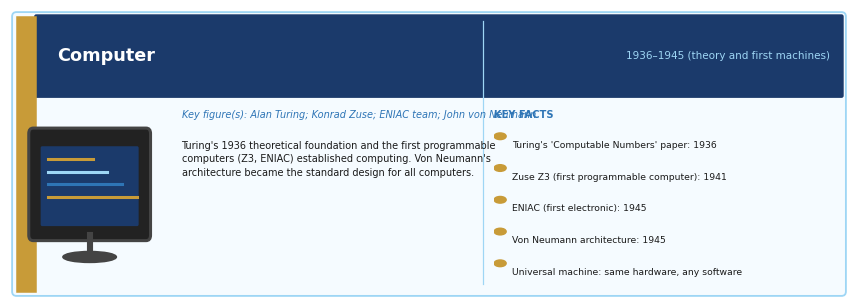 Computer
1936–1945 (theory and first machines)
Key figure(s): Alan Turing; Konrad Zuse; ENIAC team; John von Neumann
Turing's 1936 theoretical foundation and the first programmable
computers (Z3, ENIAC) established computing. Von Neumann's
architecture became the standard design for all computers.
KEY FACTS
Turing's 'Computable Numbers' paper: 1936
Zuse Z3 (first programmable computer): 1941
ENIAC (first electronic): 1945
Von Neumann architecture: 1945
Universal machine: same hardware, any software